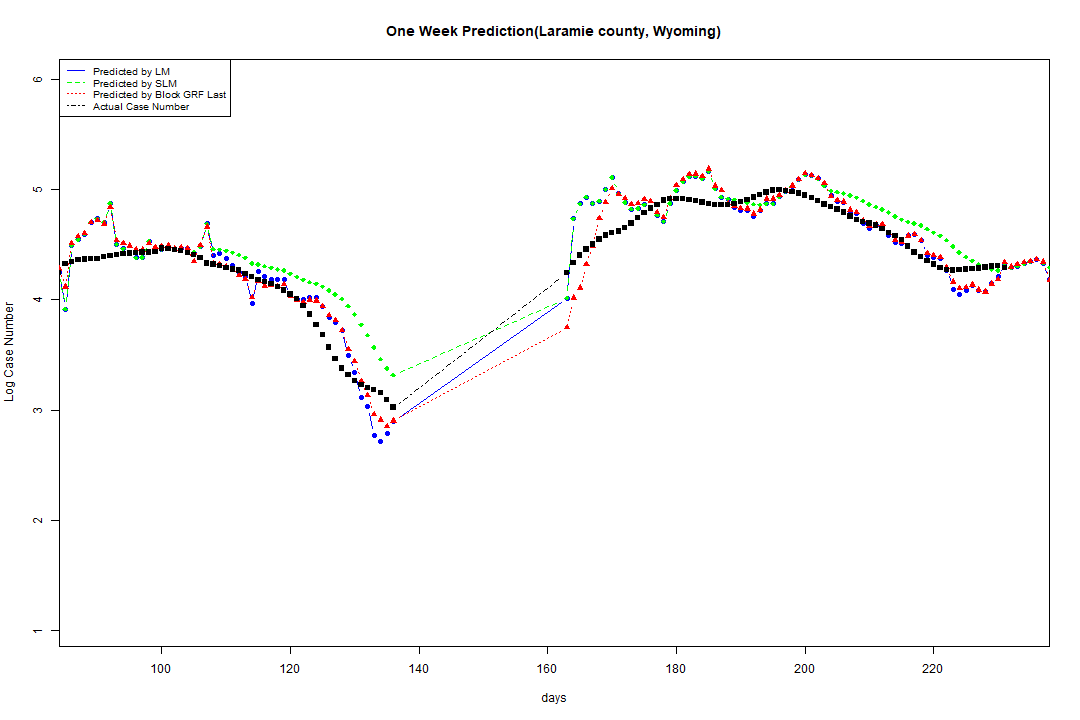 One Week Prediction(Laramie county, Wyoming)
Predicted by LM
Predicted by SLM
Predicted by Block GRF Last
Actual Case Number
Log Case Number
6
5
4
3
2
1
100 120 140 160 180 200 220
days